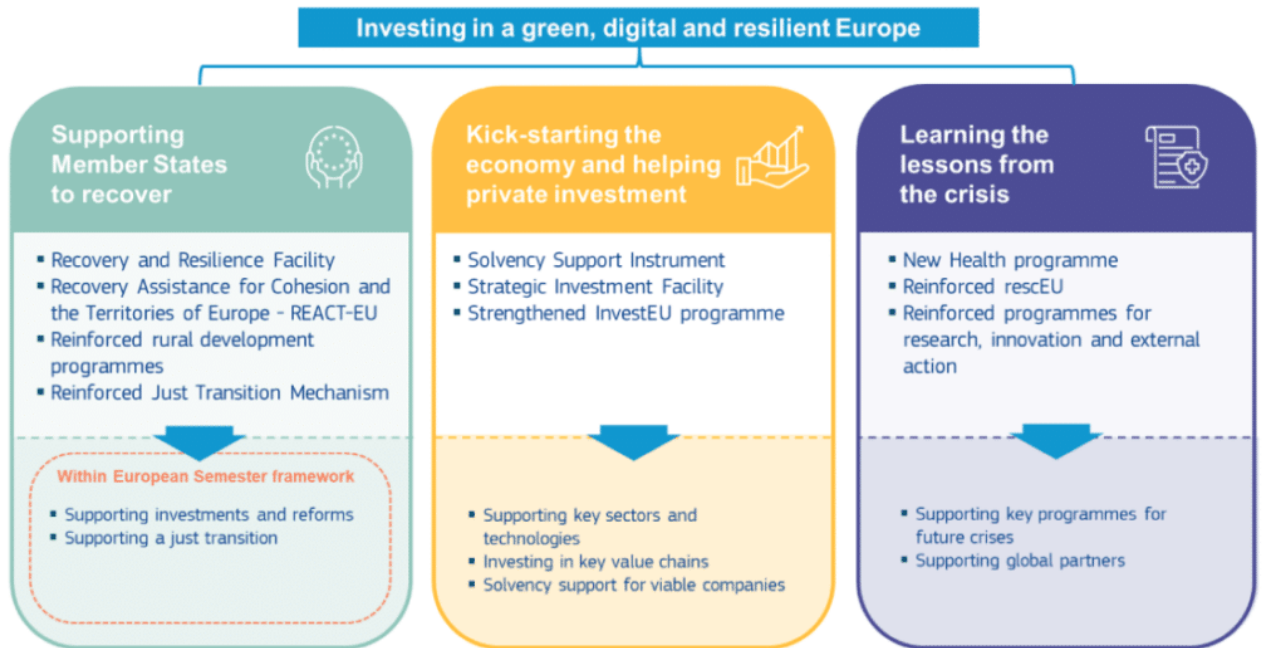 Investing in a green, digital and resilient Europe
Supporting
Member States
to recover
▪ Recovery and Resilience Facility
▪ Recovery Assistance for Cohesion and
the Territories of Europe - REACT-EU
▪ Reinforced rural development
programmes
▪ Reinforced Just Transition Mechanism
Within European Semester framework
▪ Supporting investments and reforms
▪ Supporting a just transition
Kick-starting the
economy and helping
private investment
▪ Solvency Support Instrument
▪ Strategic Investment Facility
▪ Strengthened InvestEU programme
▪ Supporting key sectors and
technologies
▪ Investing in key value chains
▪ Solvency support for viable companies
Learning the
lessons from
the crisis
▪ New Health programme
▪ Reinforced rescEU
▪ Reinforced programmes for
research, innovation and external
action
▪ Supporting key programmes for
future crises
▪ Supporting global partners